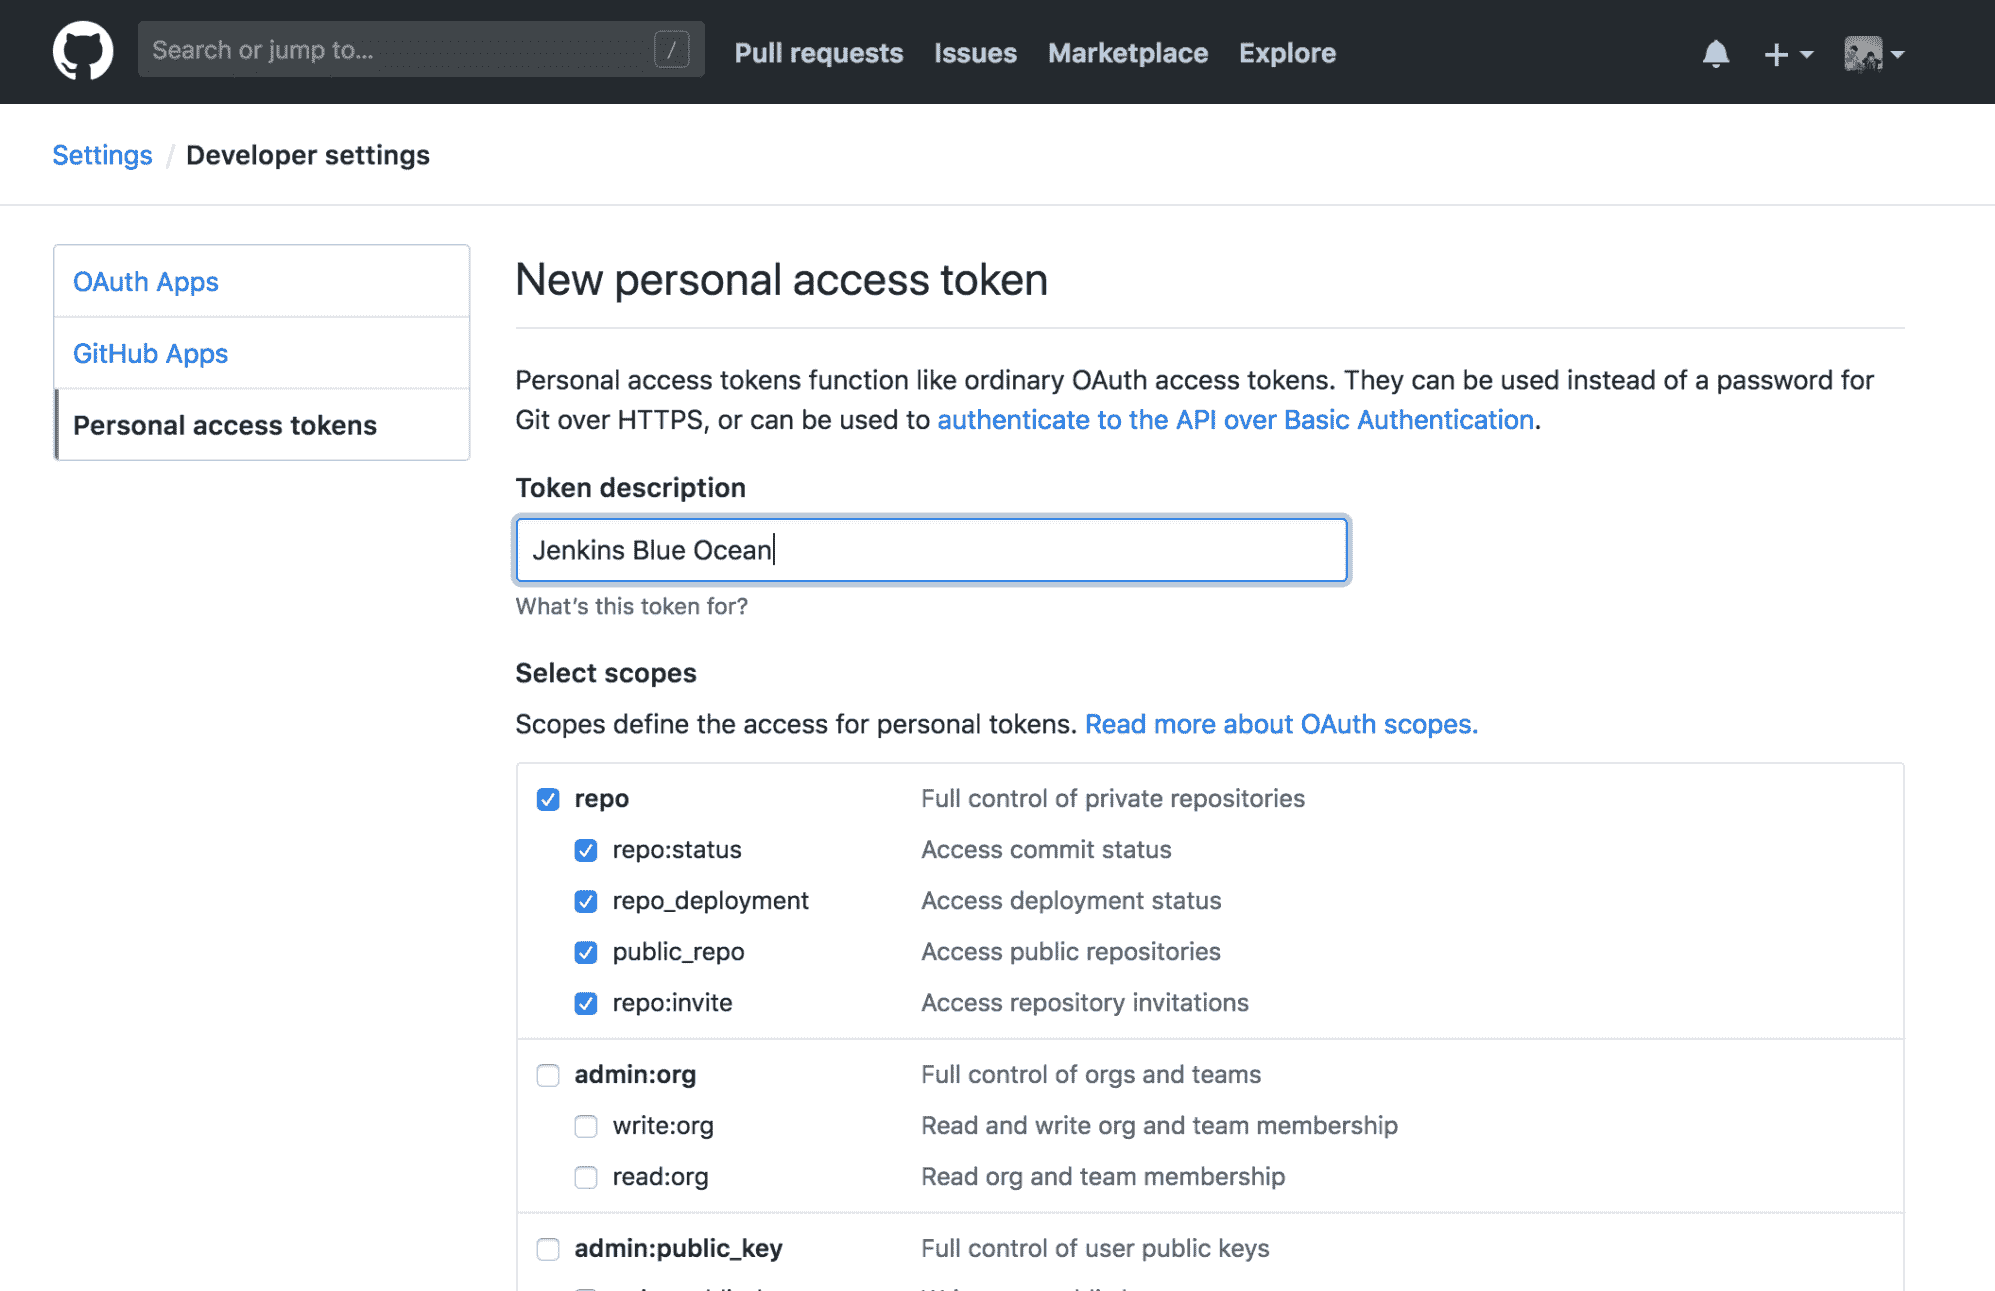 Search or jump to... /
Pull requests Issues Marketplace Explore
Settings / Developer settings
OAuth Apps
GitHub Apps
Personal access tokens
New personal access token
Personal access tokens function like ordinary OAuth access tokens. They can be used instead of a password for
Git over HTTPS, or can be used to authenticate to the API over Basic Authentication.
Token description
Jenkins Blue Ocean
What's this token for?
Select scopes
Scopes define the access for personal tokens. Read more about OAuth scopes.
repo Full control of private repositories
repo:status Access commit status
repo_deployment Access deployment status
public_repo Access public repositories
repo:invite Access repository invitations
admin:org Full control of orgs and teams
write:org Read and write org and team membership
read:org Read org and team membership
admin:public_key Full control of user public keys